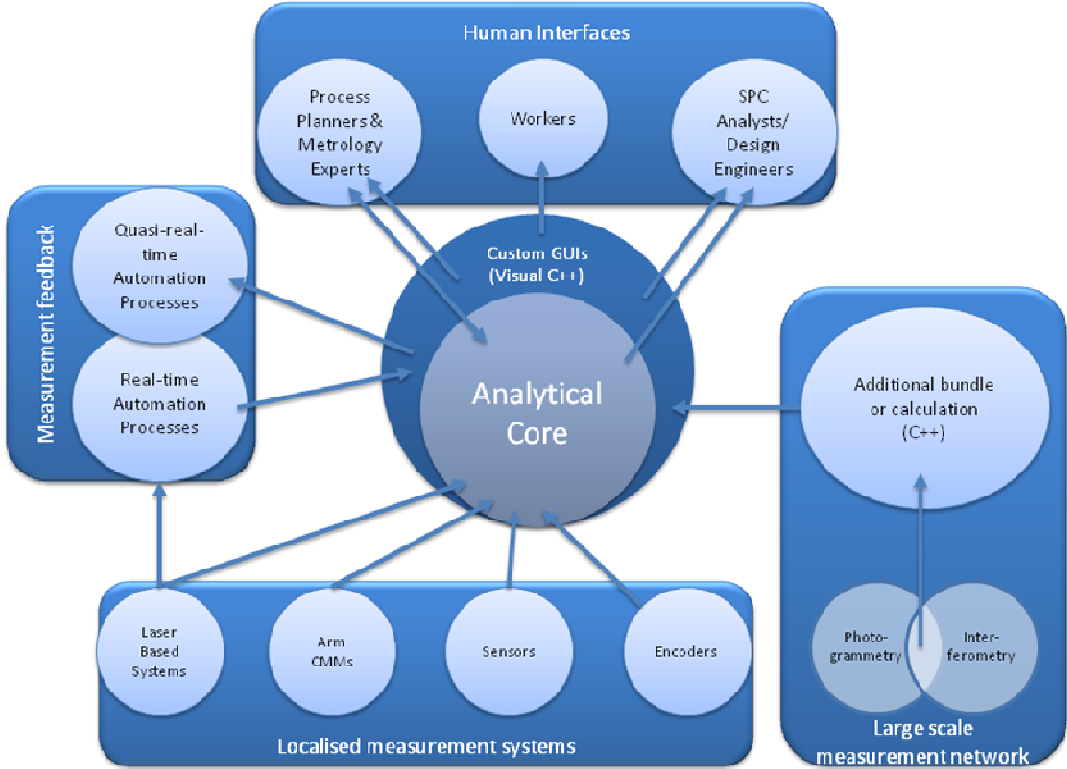 Human Interfaces
Process
Planners &
Metrology
Experts
Workers
SPC
Analysts/
Design
Engineers
Measurement feedback
Quasi-real-
time
Automation
Processes
Real-time
Automation
Processes
Custom GUIs
(Visual C++)
Analytical
Core
Additional bundle
or calculation
(C++)
Photo-
grammetry
Inter-
ferometry
Large scale
measurement network
Laser
Based
Systems
Arm
CMMs
Sensors
Encoders
Localised measurement systems